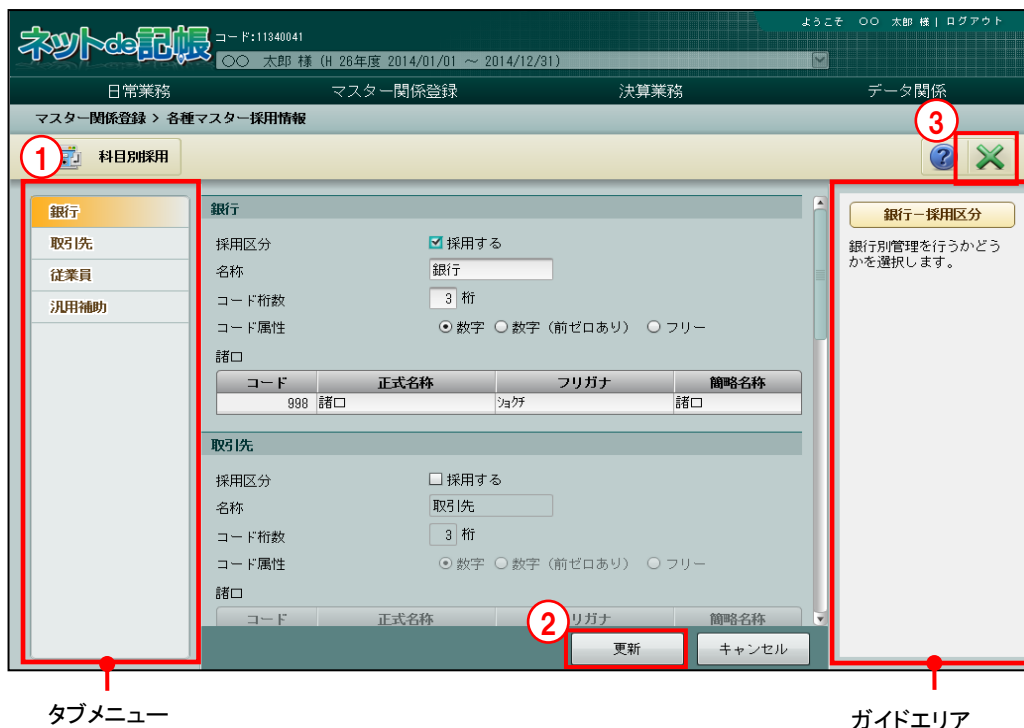 ようこそ 〇〇 太郎 様 | ログアウト
ネットde記帳
コード:11340041
〇〇 太郎 様 (H 26年度 2014/01/01 ～ 2014/12/31)
日常業務 マスター関係登録 決算業務 データ関係
マスター関係登録 > 各種マスター採用情報
③
① 科目別採用
?
銀行
取引先
従業員
汎用補助
銀行
採用区分 採用する
名称 銀行
コード桁数 3 桁
コード属性 数字 数字 (前ゼロあり) フリー
諸口
コード 正式名称 フリガナ 簡略名称
998 諸口 ショクチ 諸口
取引先
採用区分 採用する
名称 取引先
コード桁数 3 桁
コード属性 数字 数字 (前ゼロあり) フリー
諸口
コード 正式名称 リガナ 簡略名称
②
更新 キャンセル
銀行－採用区分
銀行別管理を行うかどう
かを選択します。
タブメニュー
ガイドエリア